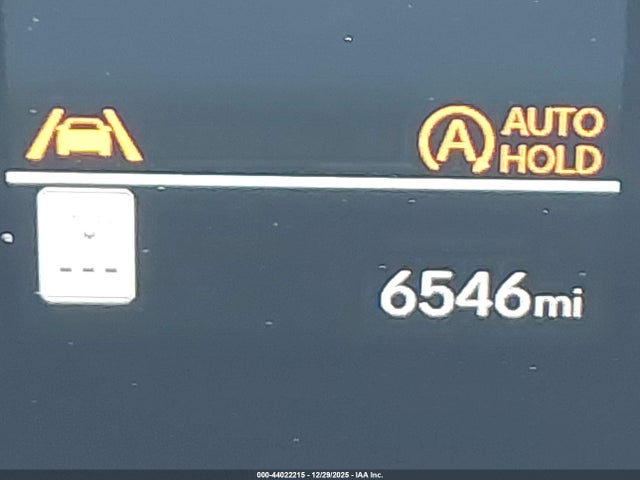 AUTO
A HOLD
- - -
6546mi
000-44022215 - 12/29/2025 - IAA Inc.